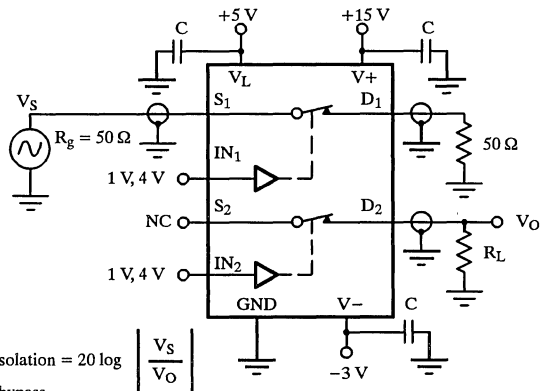 +5 V
+15 V
C
C
V_L
V+
V_S
S_1
D_1
R_g = 50 Ω
50 Ω
IN_1
1 V, 4 V
S_2
D_2
NC
V_O
IN_2
R_L
1 V, 4 V
GND
V−
C
−3 V
solation = 20 log | V_S / V_O |